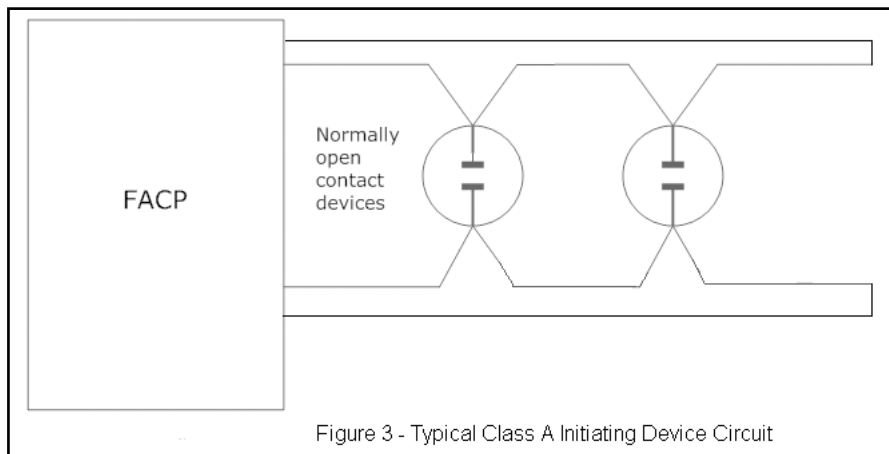 FACP
Normally
open
contact
devices
Figure 3 - Typical Class A Initiating Device Circuit